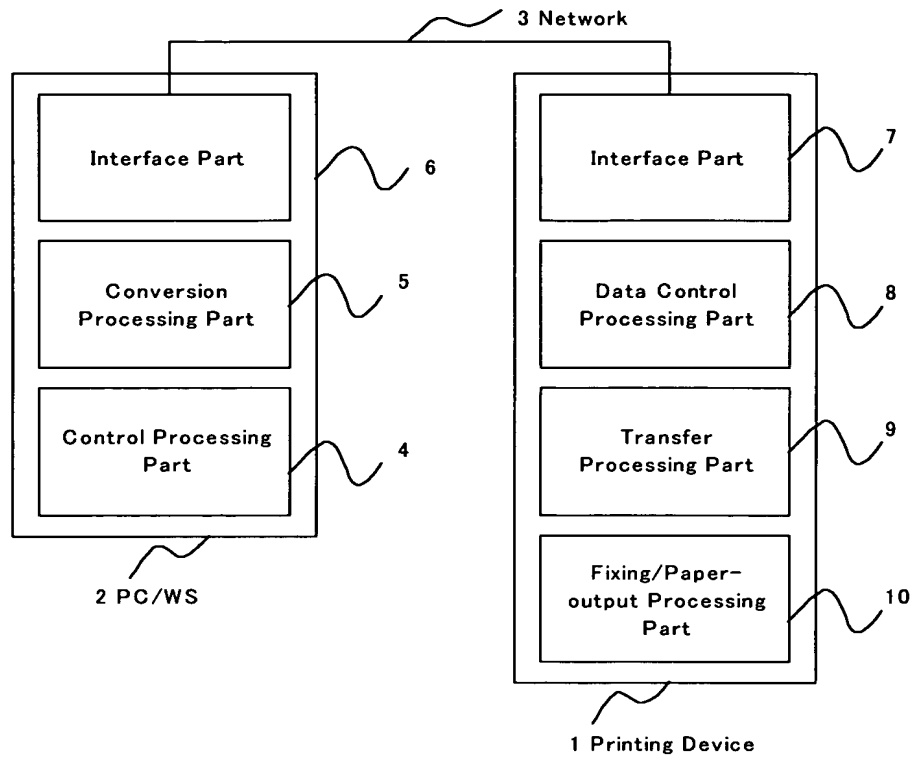 3 Network
Interface Part
6
Conversion
Processing Part
5
Control Processing
Part
4
2 PC/WS
Interface Part
7
Data Control
Processing Part
8
Transfer
Processing Part
9
Fixing/Paper-
output Processing
Part
10
1 Printing Device